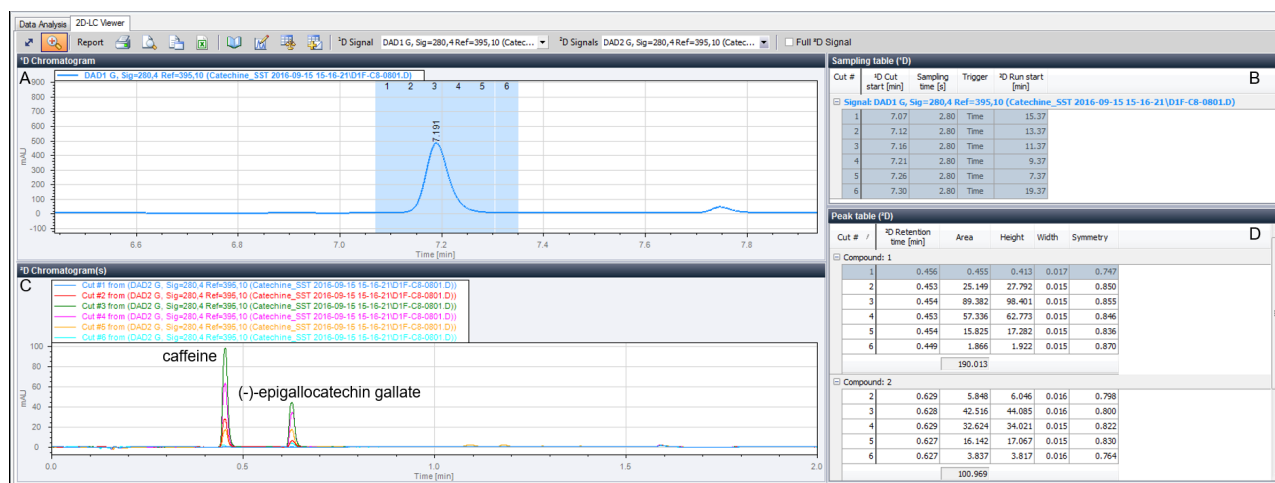 Data Analysis 2D-LC Viewer
Report ¹D Signal DAD1 G, Sig=280,4 Ref=395,10 (Catec... ²D Signals DAD2 G, Sig=280,4 Ref=395,10 (Catec... Full ²D Signal
¹D Chromatogram
A
DAD1 G, Sig=280,4 Ref=395,10 (Catechine_SST 2016-09-15 15-16-21\D1F-C8-0801.D)
1 2 3 4 5 6
7.191
mAU
900
800
700
600
500
400
300
200
100
0
-100
6.6 6.8 7.0 7.2 7.4 7.6 7.8
Time [min]
Sampling table (¹D)
B
Cut # ¹D Cut start [min] Sampling time [s] Trigger ²D Run start [min]
Signal: DAD1 G, Sig=280,4 Ref=395,10 (Catechine_SST 2016-09-15 15-16-21\D1F-C8-0801.D)
1 7.07 2.80 Time 15.37
2 7.12 2.80 Time 13.37
3 7.16 2.80 Time 11.37
4 7.21 2.80 Time 9.37
5 7.26 2.80 Time 7.37
6 7.30 2.80 Time 19.37
²D Chromatogram(s)
C
Cut #1 from (DAD2 G, Sig=280,4 Ref=395,10 (Catechine_SST 2016-09-15 15-16-21\D1F-C8-0801.D))
Cut #2 from (DAD2 G, Sig=280,4 Ref=395,10 (Catechine_SST 2016-09-15 15-16-21\D1F-C8-0801.D))
Cut #3 from (DAD2 G, Sig=280,4 Ref=395,10 (Catechine_SST 2016-09-15 15-16-21\D1F-C8-0801.D))
Cut #4 from (DAD2 G, Sig=280,4 Ref=395,10 (Catechine_SST 2016-09-15 15-16-21\D1F-C8-0801.D))
Cut #5 from (DAD2 G, Sig=280,4 Ref=395,10 (Catechine_SST 2016-09-15 15-16-21\D1F-C8-0801.D))
Cut #6 from (DAD2 G, Sig=280,4 Ref=395,10 (Catechine_SST 2016-09-15 15-16-21\D1F-C8-0801.D))
caffeine
(-)-epigallocatechin gallate
mAU
100
80
60
40
20
0
0.0 0.5 1.0 1.5 2.0
Time [min]
Peak table (²D)
D
Cut # / ²D Retention time [min] Area Height Width Symmetry
Compound: 1
1 0.456 0.455 0.413 0.017 0.747
2 0.453 25.149 27.792 0.015 0.850
3 0.454 89.382 98.401 0.015 0.855
4 0.453 57.336 62.773 0.015 0.846
5 0.454 15.825 17.282 0.015 0.836
6 0.449 1.866 1.922 0.015 0.870
190.013
Compound: 2
2 0.629 5.848 6.046 0.016 0.798
3 0.628 42.516 44.085 0.016 0.800
4 0.629 32.624 34.021 0.015 0.822
5 0.627 16.142 17.067 0.015 0.830
6 0.627 3.837 3.817 0.016 0.764
100.969